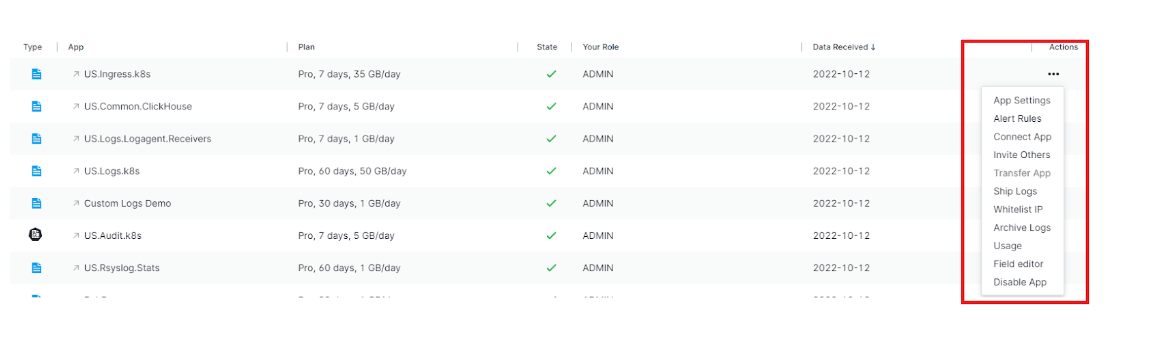 Type App Plan State Your Role Data Received ↓ Actions
US.Ingress.k8s Pro, 7 days, 35 GB/day ADMIN 2022-10-12 •••
US.Common.ClickHouse Pro, 7 days, 5 GB/day ADMIN 2022-10-12
US.Logs.Logagent.Receivers Pro, 7 days, 1 GB/day ADMIN 2022-10-12
US.Logs.k8s Pro, 60 days, 50 GB/day ADMIN 2022-10-12
Custom Logs Demo Pro, 30 days, 1 GB/day ADMIN 2022-10-12
US.Audit.k8s Pro, 7 days, 5 GB/day ADMIN 2022-10-12
US.Rsyslog.Stats Pro, 60 days, 1 GB/day ADMIN 2022-10-12
App Settings
Alert Rules
Connect App
Invite Others
Transfer App
Ship Logs
Whitelist IP
Archive Logs
Usage
Field editor
Disable App